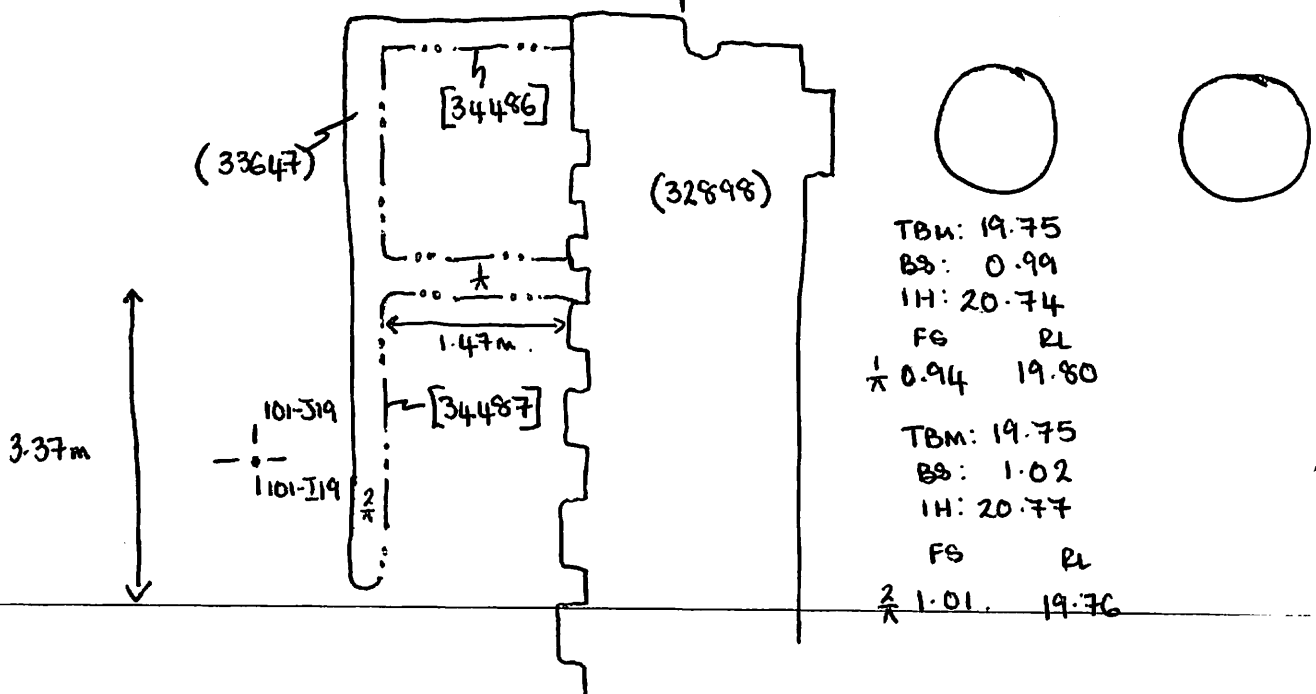 [34486]
(33647)
(32898)
1.47m.
[34487]
3.37m
101-J19
101-I19
2
TBM: 19.75
BS: 0.99
IH: 20.74
FS RL
1 0.94 19.80
TBM: 19.75
BS: 1.02
IH: 20.77
FS RL
2 1.01. 19.76